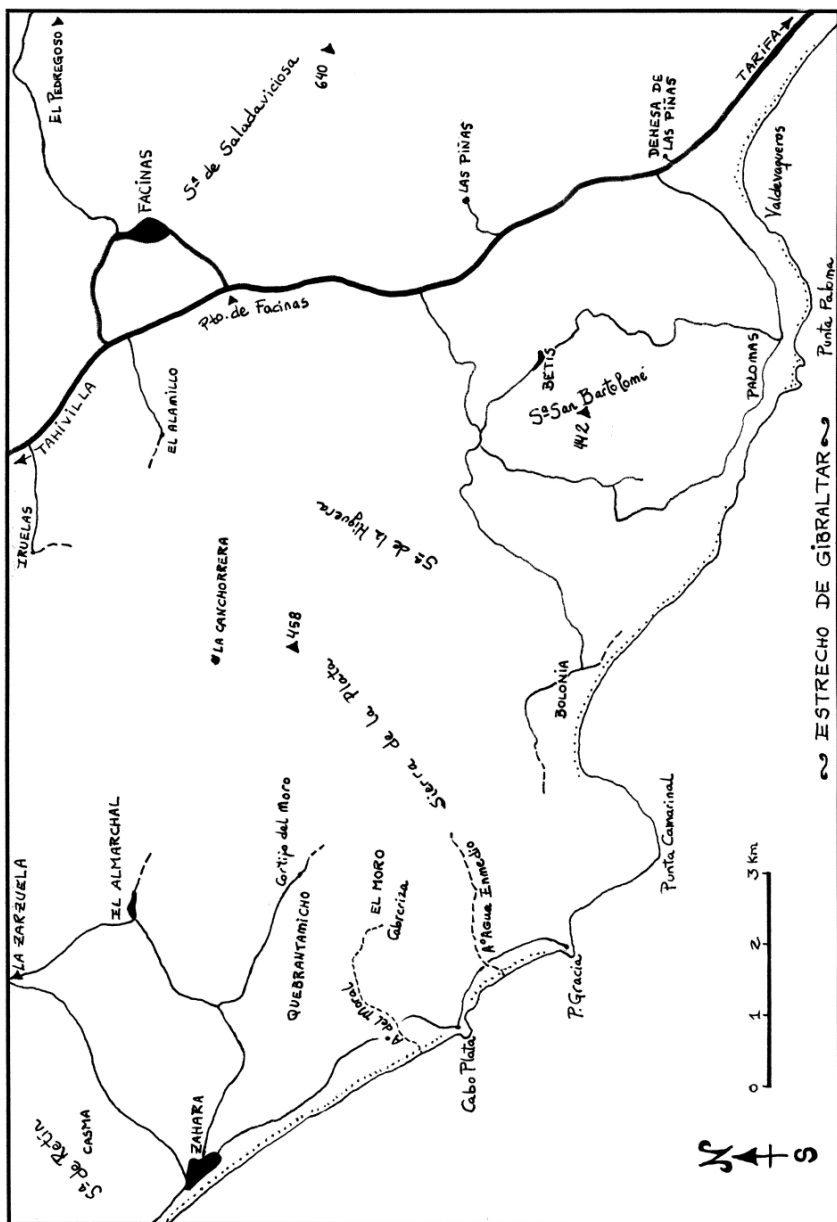 EL PEDREGOSO
Sª de Saladaviciosa
640
FACINAS
LAS PIÑAS
DEHESA DE
LAS PIÑAS
TARIFA
Valdevaqueros
Punta Paloma
Pto. de Facinas
TAHIVILLA
EL ALAMILLO
IRUELAS
BETIS
Sª San Bartolomé
442
PALOMAS
Sª de la Higuera
LA CANCHORRERA
458
Sierra de la Plata
BOLONIA
~ ESTRECHO DE GIBRALTAR ~
LA ZARZUELA
EL ALMARCHAL
Cortijo del Moro
QUEBRANTAMICHO
EL MORO
Cabreriza
Aº del Moral
Aº Agua Enmedio
Punta Camarinal
P. Gracia
Cabo Plata
Sª de Retin
CASMA
ZAHARA
0 1 2 3 Km
N
S